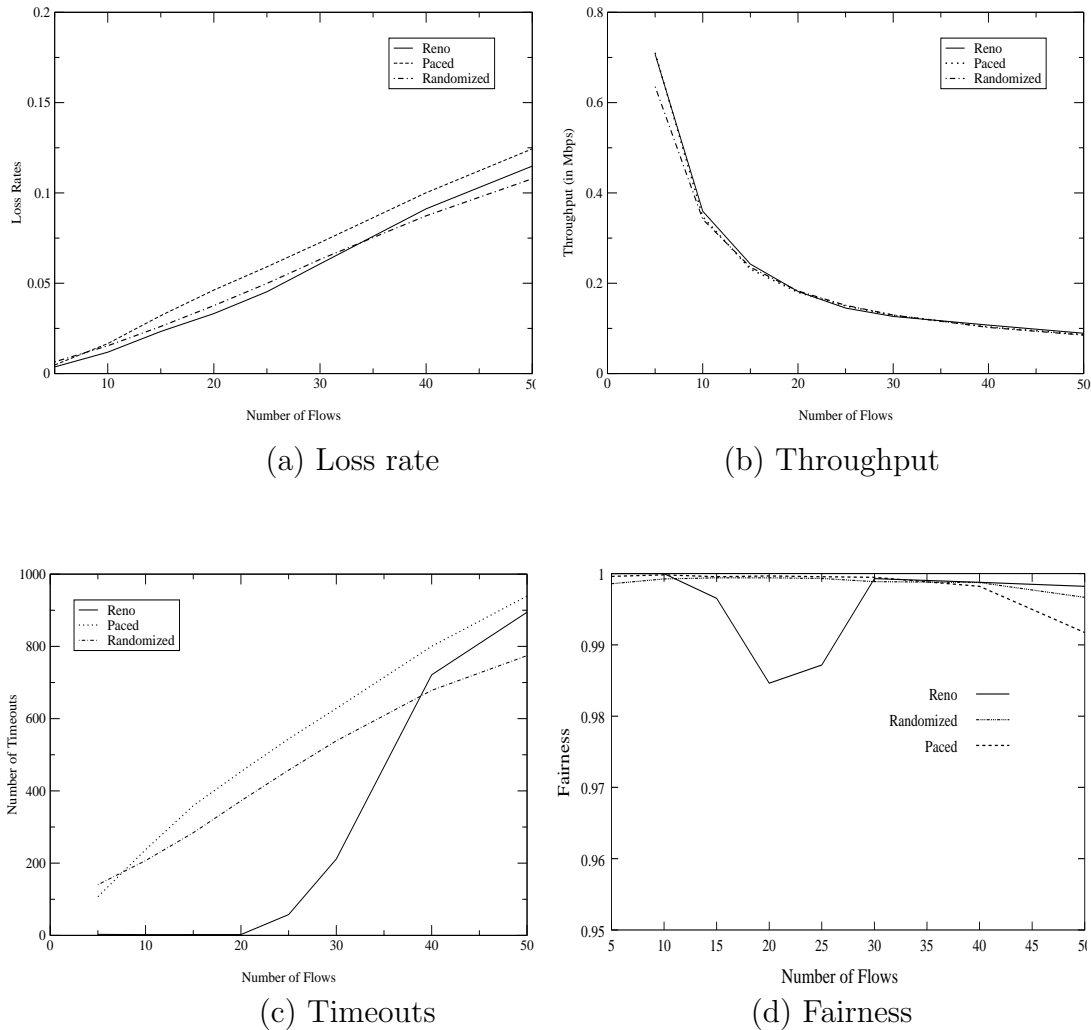 0.2
0.15
0.1
0.05
0
Loss Rates
Reno
Paced
Randomized
10
20
30
40
50
Number of Flows
(a) Loss rate
0.8
0.6
0.4
0.2
0
Throughput (in Mbps)
Reno
Paced
Randomized
0
10
20
30
40
50
Number of Flows
(b) Throughput
1000
800
600
400
200
0
Number of Timeouts
Reno
Paced
Randomized
0
10
20
30
40
50
Number of Flows
(c) Timeouts
1
0.99
0.98
0.97
0.96
0.95
Fairness
Reno
Randomized
Paced
5
10
15
20
25
30
35
40
45
50
Number of Flows
(d) Fairness